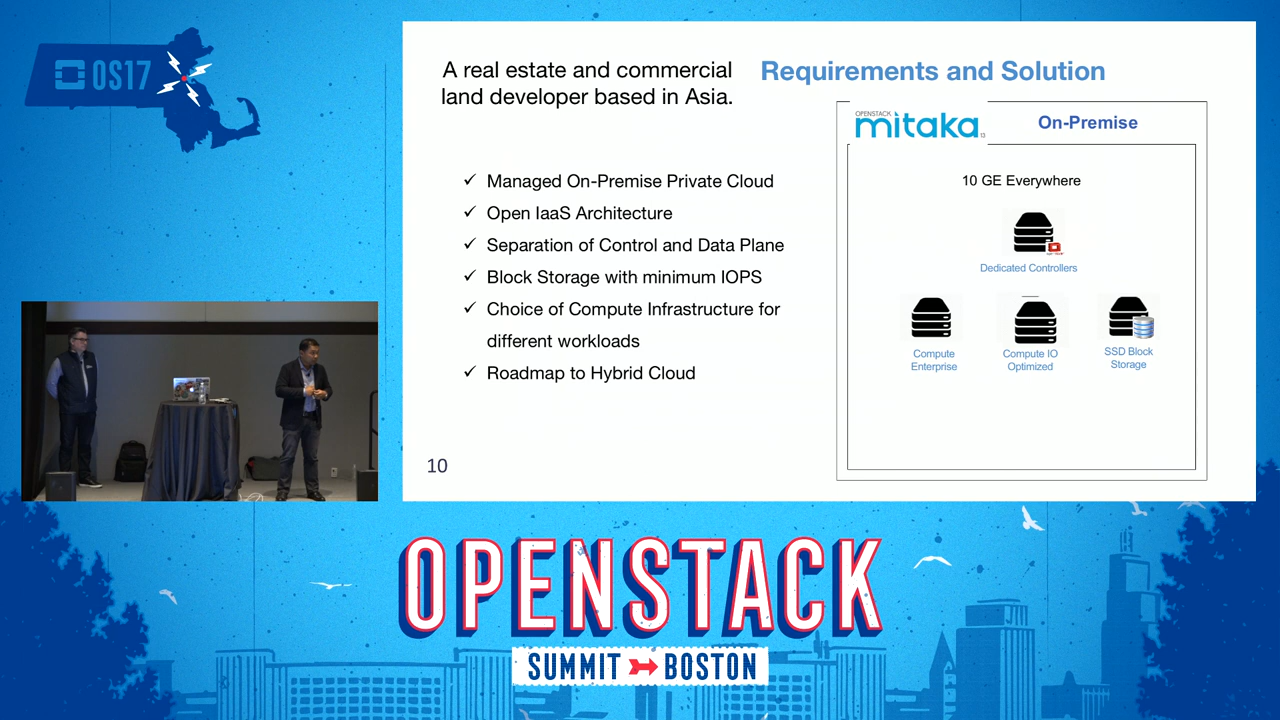 OS17
A real estate and commercial
land developer based in Asia.
Requirements and Solution
✓ Managed On-Premise Private Cloud
✓ Open IaaS Architecture
✓ Separation of Control and Data Plane
✓ Block Storage with minimum IOPS
✓ Choice of Compute Infrastructure for
different workloads
✓ Roadmap to Hybrid Cloud
10
OPENSTACK
mitaka
13
On-Premise
10 GE Everywhere
Dedicated Controllers
Compute
Enterprise
Compute IO
Optimized
SSD Block
Storage
OPENSTACK
SUMMIT BOSTON